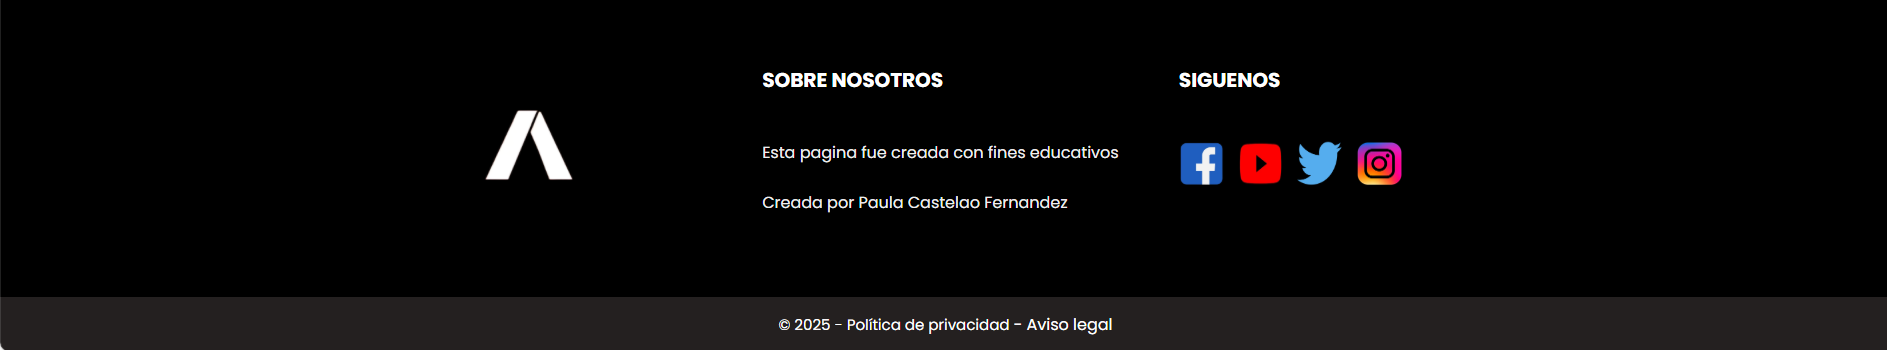 SOBRE NOSOTROS
Esta pagina fue creada con fines educativos
Creada por Paula Castelao Fernandez
SIGUENOS
© 2025 - Política de privacidad - Aviso legal